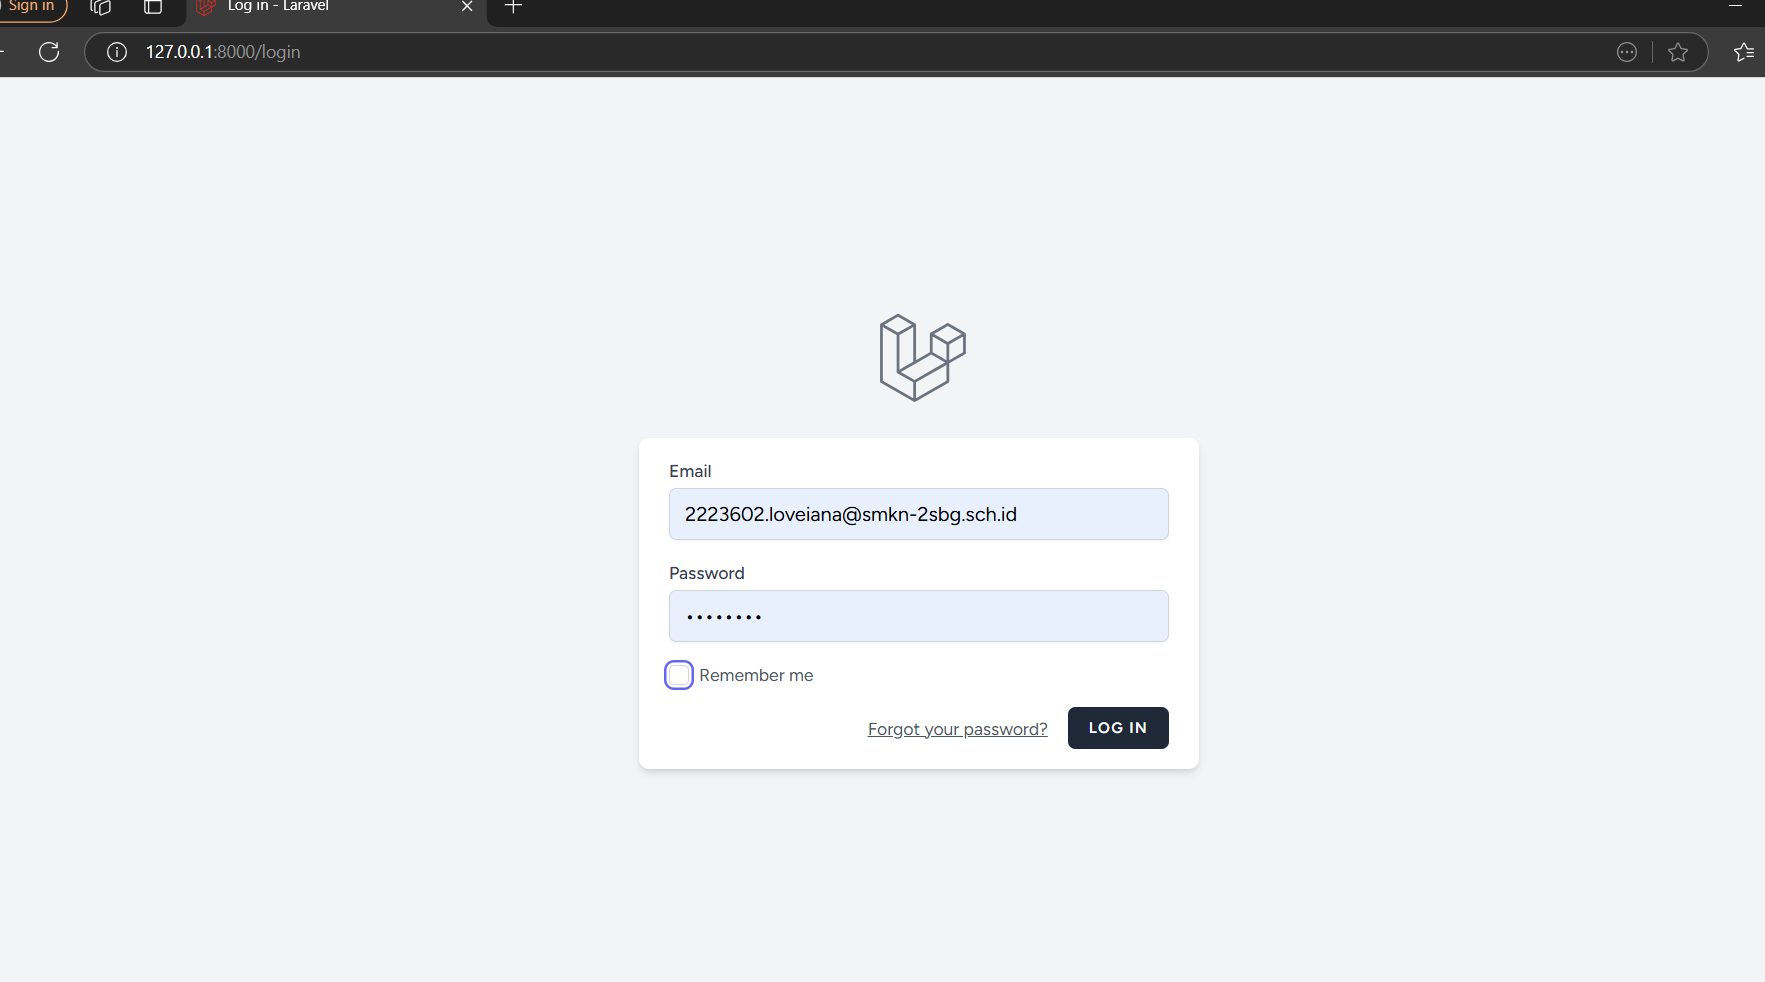 Sign in
Log in - Laravel
127.0.0.1:8000/login
Email
2223602.loveiana@smkn-2sbg.sch.id
Password
••••••••
Remember me
Forgot your password?
LOG IN